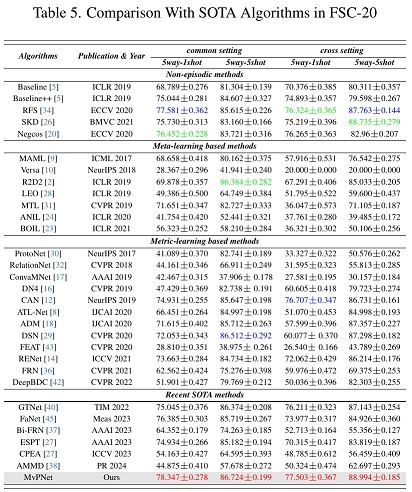 Table 5. Comparison With SOTA Algorithms in FSC-20
Algorithms Publication & Year common setting cross setting
5way-1shot 5way-5shot 5way-1shot 5way-5shot
Non-episodic methods
Baseline [5] ICLR 2019 68.789±0.276 81.304±0.139 70.376±0.385 80.311±0.357
Baseline++ [5] ICLR 2019 75.044±0.281 84.607±0.327 74.893±0.357 79.598±0.267
RFS [34] ECCV 2020 77.581±0.362 85.615±0.226 76.324±0.365 87.763±0.144
SKD [26] BMVC 2021 75.730±0.313 83.160±0.166 75.219±0.396 88.735±0.279
Negcos [20] ECCV 2020 76.452±0.228 83.721±0.316 76.265±0.363 82.96±0.207
Meta-learning based methods
MAML [9] ICML 2017 68.658±0.418 80.162±0.375 57.916±0.531 76.542±0.275
Versa [10] NeurIPS 2018 28.367±0.296 41.941±0.240 20.000±0.000 20.000±0.000
R2D2 [2] ICLR 2019 69.878±0.357 86.384±0.282 67.291±0.406 85.033±0.205
LEO [28] ICLR 2019 49.386±0.500 64.749±0.384 51.795±0.522 59.600±0.437
MTL [31] CVPR 2019 71.651±0.347 82.727±0.333 36.047±0.573 71.105±0.187
ANIL [24] ICLR 2020 41.754±0.420 52.441±0.321 37.761±0.280 39.485±0.172
BOIL [23] ICLR 2021 56.323±0.252 58.210±0.284 36.321±0.302 50.106±0.256
Metric-learning based methods
ProtoNet [30] NeurIPS 2017 41.089±0.370 82.741±0.189 33.327±0.322 50.576±0.262
RelationNet [32] CVPR 2018 44.161±0.346 66.911±0.249 31.595±0.332 55.813±0.285
ConvaMNet [17] AAAI 2019 42.467±0.315 37.906±0.178 27.581±0.195 30.157±0.184
DN4 [16] CVPR 2019 47.429±0.369 82.738±0.191 60.605±0.418 79.723±0.274
CAN [12] NeurIPS 2019 74.931±0.255 85.647±0.198 76.707±0.347 86.731±0.161
ATL-Net [8] IJCAI 2020 66.451±0.264 84.997±0.198 51.070±0.453 84.998±0.193
ADM [18] IJCAI 2020 71.615±0.402 85.712±0.263 57.599±0.396 87.357±0.227
DSN [29] CVPR 2020 72.053±0.343 86.512±0.292 60.077±0.370 87.298±0.182
FEAT [43] CVPR 2020 28.810±0.351 38.975±0.261 26.540±0.166 43.789±0.269
RENet [14] ICCV 2021 73.663±0.284 84.734±0.182 72.062±0.429 86.214±0.176
FRN [36] CVPR 2021 62.562±0.424 75.276±0.398 59.976±0.472 69.375±0.253
DeepBDC [42] CVPR 2022 51.901±0.427 79.769±0.212 50.036±0.396 82.303±0.255
Recent SOTA methods
GTNet [40] TIM 2022 75.045±0.376 86.374±0.208 76.211±0.323 87.143±0.254
FaNet [45] Meas 2023 76.385±0.303 85.719±0.267 73.977±0.317 84.926±0.360
Bi-FRN [37] AAAI 2023 64.352±0.179 74.263±0.185 52.713±0.164 55.356±0.127
ESPT [27] AAAI 2023 74.934±0.266 85.182±0.194 70.315±0.417 83.819±0.187
CPEA [27] ICCV 2023 54.163±0.427 64.595±0.393 48.785±0.612 56.459±0.409
AMMD [38] PR 2024 44.875±0.410 57.678±0.272 50.324±0.474 62.697±0.293
MvPNet Ours 78.347±0.278 86.724±0.199 77.503±0.367 88.994±0.185